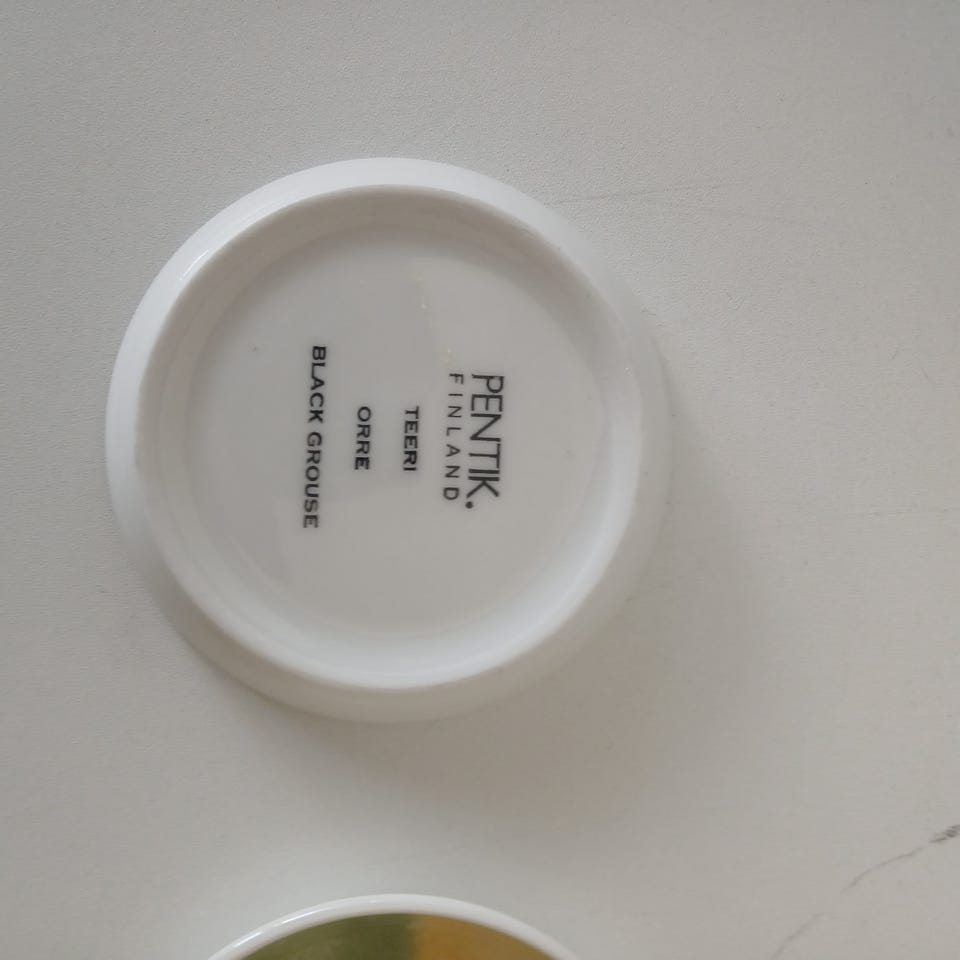 PENTIK.
FINLAND
TEERI
ORRE
BLACK GROUSE